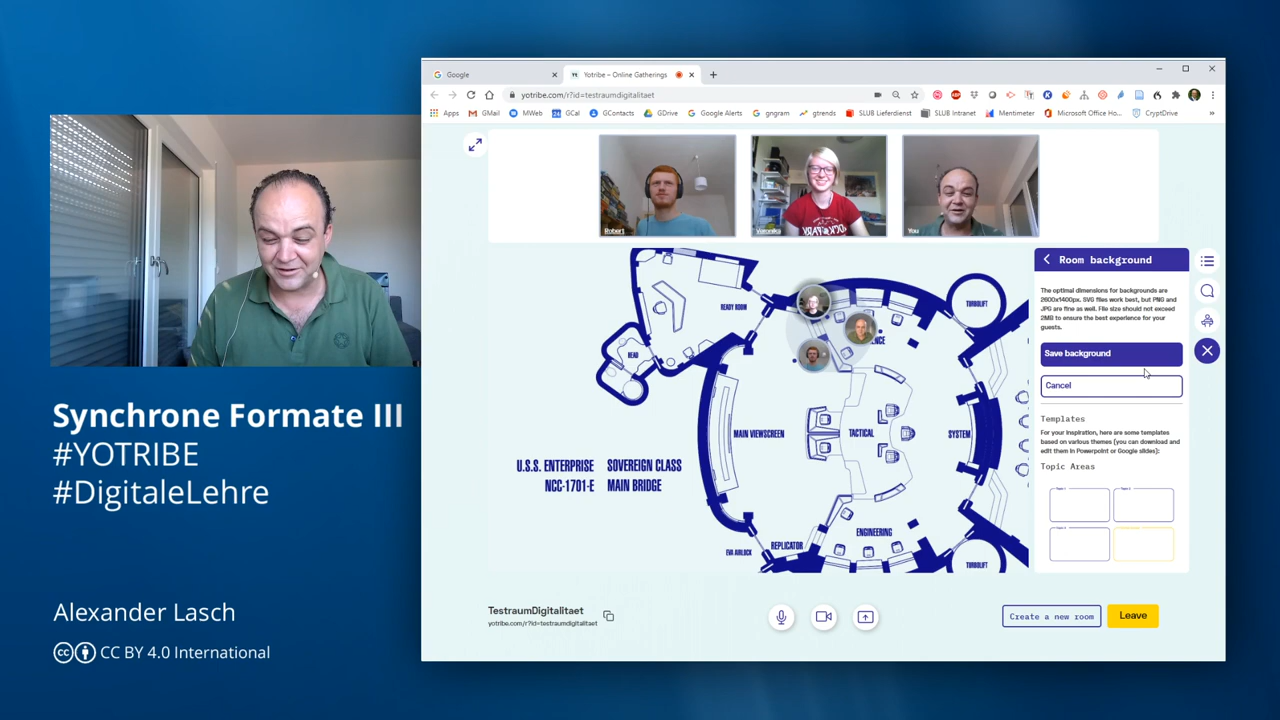 Google
Yotribe – Online Gatherings
yotribe.com/r?id=testraumdigitalitaet
Apps
GMail
MWeb
GCal
GContacts
GDrive
Google Alerts
gngram
gtrends
SLUB Lieferdienst
SLUB Intranet
Mentimeter
Microsoft Office Ho...
CryptDrive
Robert
Veronika
You
Room background
The optimal dimensions for backgrounds are
2600x1400px. SVG files work best, but PNG and
JPG are fine as well. File size should not exceed
2MB to ensure the best experience for your
guests.
Save background
Cancel
Templates
For your inspiration, here are some templates
based on various themes (you can download and
edit them in Powerpoint or Google slides):
Topic Areas
READY ROOM
TURBOLIFT
HEAD
MAIN VIEWSCREEN
TACTICAL
SYSTEM
U.S.S. ENTERPRISE SOVEREIGN CLASS
NCC-1701-E MAIN BRIDGE
ENGINEERING
REPLICATOR
EVA AIRLOCK
TURBOLIFT
TestraumDigitalitaet
yotribe.com/r?id=testraumdigitalitaet
Create a new room
Leave
Synchrone Formate III
#YOTRIBE
#DigitaleLehre
Alexander Lasch
CC BY 4.0 International